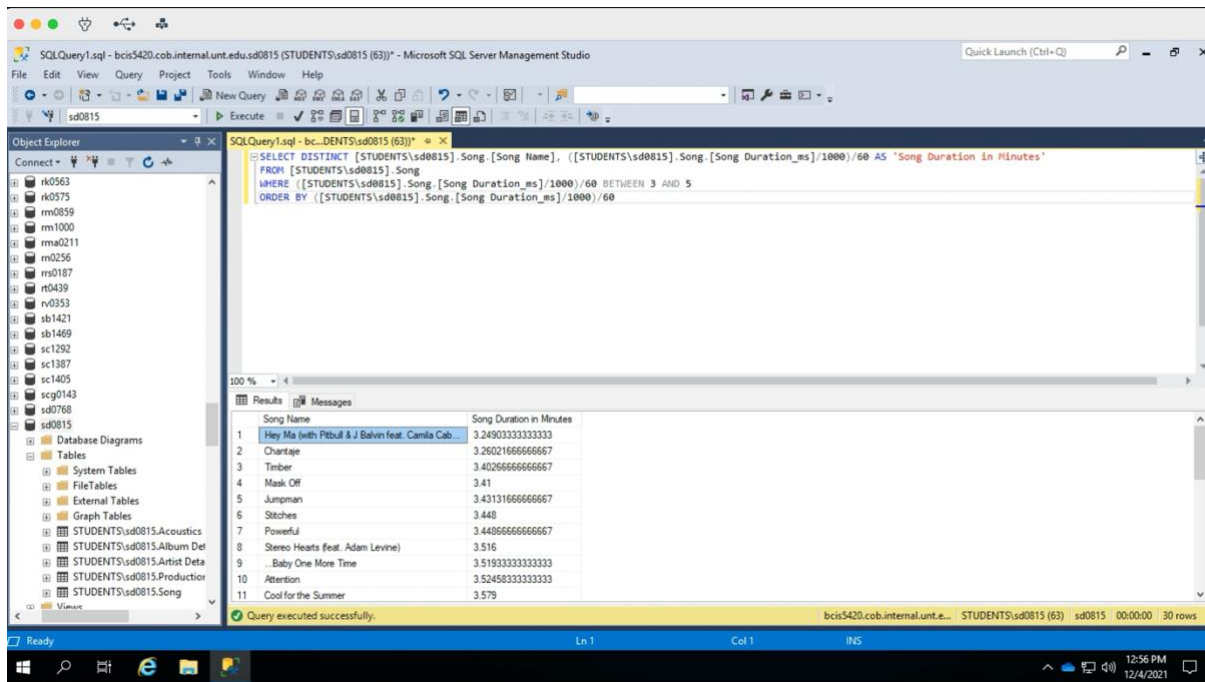 SQLQuery1.sql - bcis5420.cob.internal.unt.edu.sd0815 (STUDENTS\sd0815 (63))* - Microsoft SQL Server Management Studio
Quick Launch (Ctrl+Q)
File Edit View Query Project Tools Window Help
New Query
sd0815
Execute
Object Explorer
SQLQuery1.sql - bc...DENTS\sd0815 (63))*
Connect
rk0563
rk0575
rm0859
rm1000
rma0211
rn0256
rrs0187
rt0439
rv0353
sb1421
sb1469
sc1292
sc1387
sc1405
scg0143
sd0768
sd0815
Database Diagrams
Tables
System Tables
FileTables
External Tables
Graph Tables
STUDENTS\sd0815.Acoustics
STUDENTS\sd0815.Album Det
STUDENTS\sd0815.Artist Deta
STUDENTS\sd0815.Production
STUDENTS\sd0815.Song
Views
SELECT DISTINCT [STUDENTS\sd0815].Song.[Song Name], ([STUDENTS\sd0815].Song.[Song Duration_ms]/1000)/60 AS 'Song Duration in Minutes'
FROM [STUDENTS\sd0815].Song
WHERE ([STUDENTS\sd0815].Song.[Song Duration_ms]/1000)/60 BETWEEN 3 AND 5
ORDER BY ([STUDENTS\sd0815].Song.[Song Duration_ms]/1000)/60
100 %
Results Messages
Song Name Song Duration in Minutes
1 Hey Ma (with Pitbull & J Balvin feat. Camila Cab... 3.24903333333333
2 Chantaje 3.26021666666667
3 Timber 3.40266666666667
4 Mask Off 3.41
5 Jumpman 3.43131666666667
6 Stitches 3.448
7 Powerful 3.44866666666667
8 Stereo Hearts (feat. Adam Levine) 3.516
9 ...Baby One More Time 3.51933333333333
10 Attention 3.52458333333333
11 Cool for the Summer 3.579
Query executed successfully.
bcis5420.cob.internal.unt.e... STUDENTS\sd0815 (63) sd0815 00:00:00 30 rows
Ready Ln 1 Col 1 INS
12:56 PM
12/4/2021